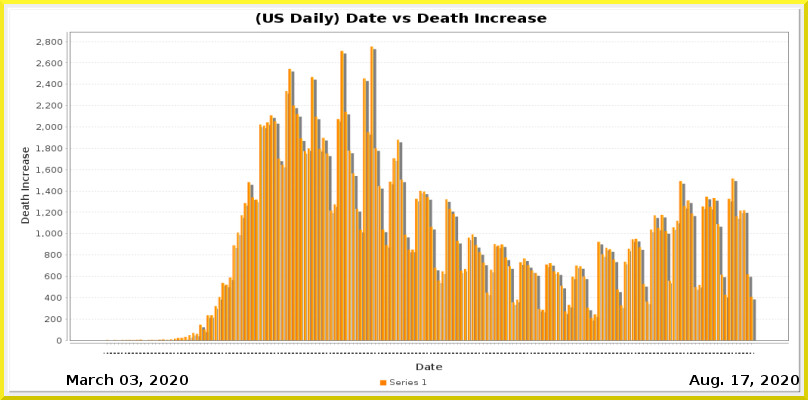 (US Daily) Date vs Death Increase
2,800
2,600
2,400
2,200
2,000
1,800
1,600
1,400
1,200
1,000
800
600
400
200
0
Death Increase
Date
March 03, 2020
Series 1
Aug. 17, 2020